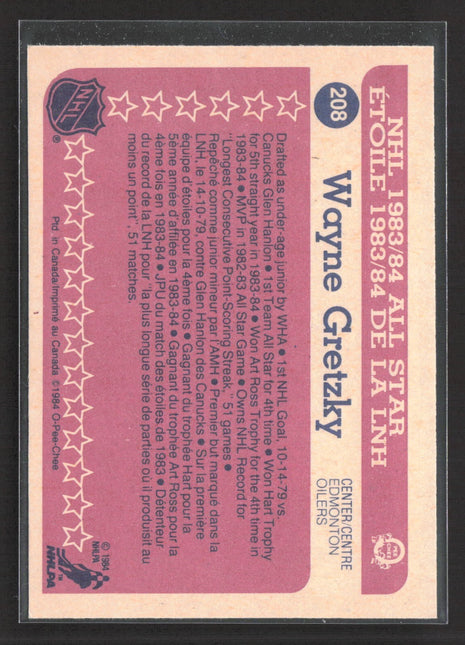 NHL 1983/84 ALL STAR
ÉTOILE 1983/84 DE LA LNH
O
PEE
CHEE
208
Wayne Gretzky
CENTER/CENTRE
EDMONTON
OILERS
Drafted as under-age junior by WHA • 1st NHL Goal, 10-14-79 vs.
Canucks Glen Hanlon • 1st Team All Star for 4th time • Won Hart Trophy
for 5th straight year in 1983-84 • Won Art Ross Trophy for the 4th time in
1983-84 • MVP in 1982-83 All Star Game • Owns NHL Record for
"Longest Consecutive Point-Scoring Streak," 51 games •
Repêché comme junior mineur par l'AMH • Premier but marqué dans la
LNH, le 14-10-79, contre Glen Hanlon des Canucks • Sur la première
équipe d'étoiles pour la 4ème fois • Gagnant du trophée Hart pour la
5ème année d'affilée en 1983-84 • Gagnant du trophée Art Ross pour la
4ème fois en 1983-84 • JPU du match des étoiles de 1983 • Détenteur
du record de la LNH pour "la plus longue série de parties où il produisit au
moins un point", 51 matches.
NHL
®
Ptd. in Canada/Imprimé au Canada ©1984 O-Pee-Chee
© 1984
NHLPA
NHLPA™